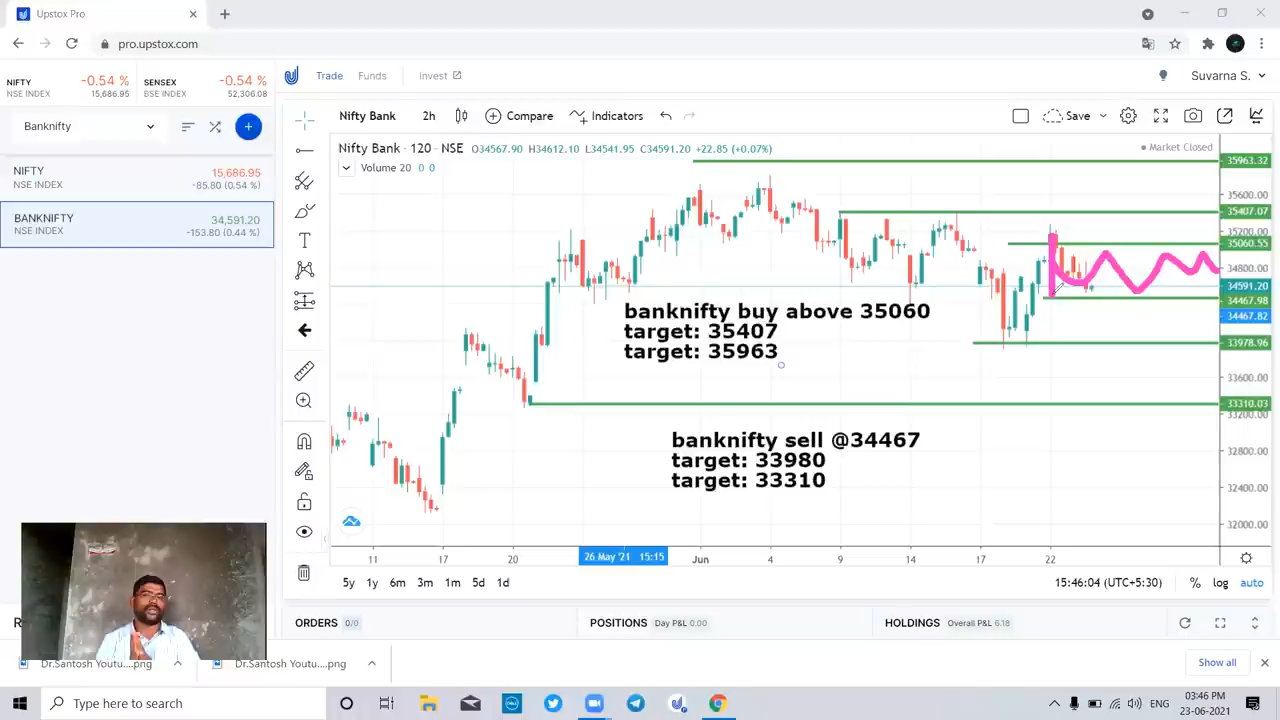 Upstox Pro
pro.upstox.com
NIFTY -0.54 %
NSE INDEX 15,686.95
SENSEX -0.54 %
BSE INDEX 52,306.08
Trade Funds Invest
Suvarna S.
Banknifty
NIFTY 15,686.95
NSE INDEX -85.80 (0.54 %)
BANKNIFTY 34,591.20
NSE INDEX -153.80 (0.44 %)
Nifty Bank 2h Compare Indicators Save
Nifty Bank · 120 · NSE O34567.90 H34612.10 L34541.95 C34591.20 +22.85 (+0.07%)
Market Closed
Volume 20 0 0
35963.32
35600.00
35407.07
35200.00
35060.55
34800.00
34591.20
34467.98
34467.82
33978.96
33600.00
33310.03
33200.00
32800.00
32400.00
32000.00
banknifty buy above 35060
target: 35407
target: 35963
banknifty sell @34467
target: 33980
target: 33310
11 17 20 26 May '21 15:15 Jun 4 9 14 17 22
5y 1y 6m 3m 1m 5d 1d
15:46:04 (UTC+5:30) % log auto
ORDERS 0/0
POSITIONS Day P&L 0.00
HOLDINGS Overall P&L 6.18
Dr.Santosh Youtu....png
Dr.Santosh Youtu....png
Show all
Type here to search
ENG
03:46 PM
23-06-2021